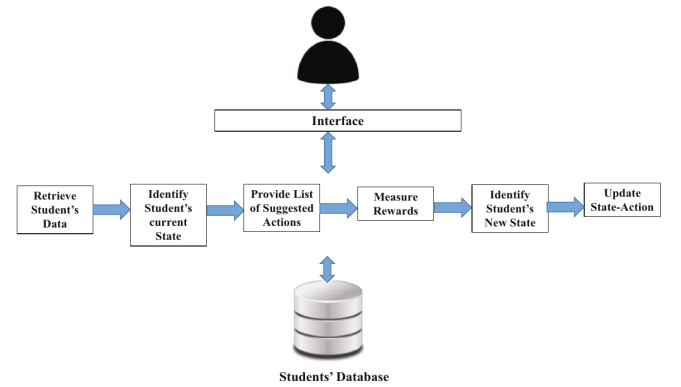 Interface
Retrieve
Student's
Data
Identify
Student's
current
State
Provide List
of Suggested
Actions
Measure
Rewards
Identify
Student's
New State
Update
State-Action
Students' Database